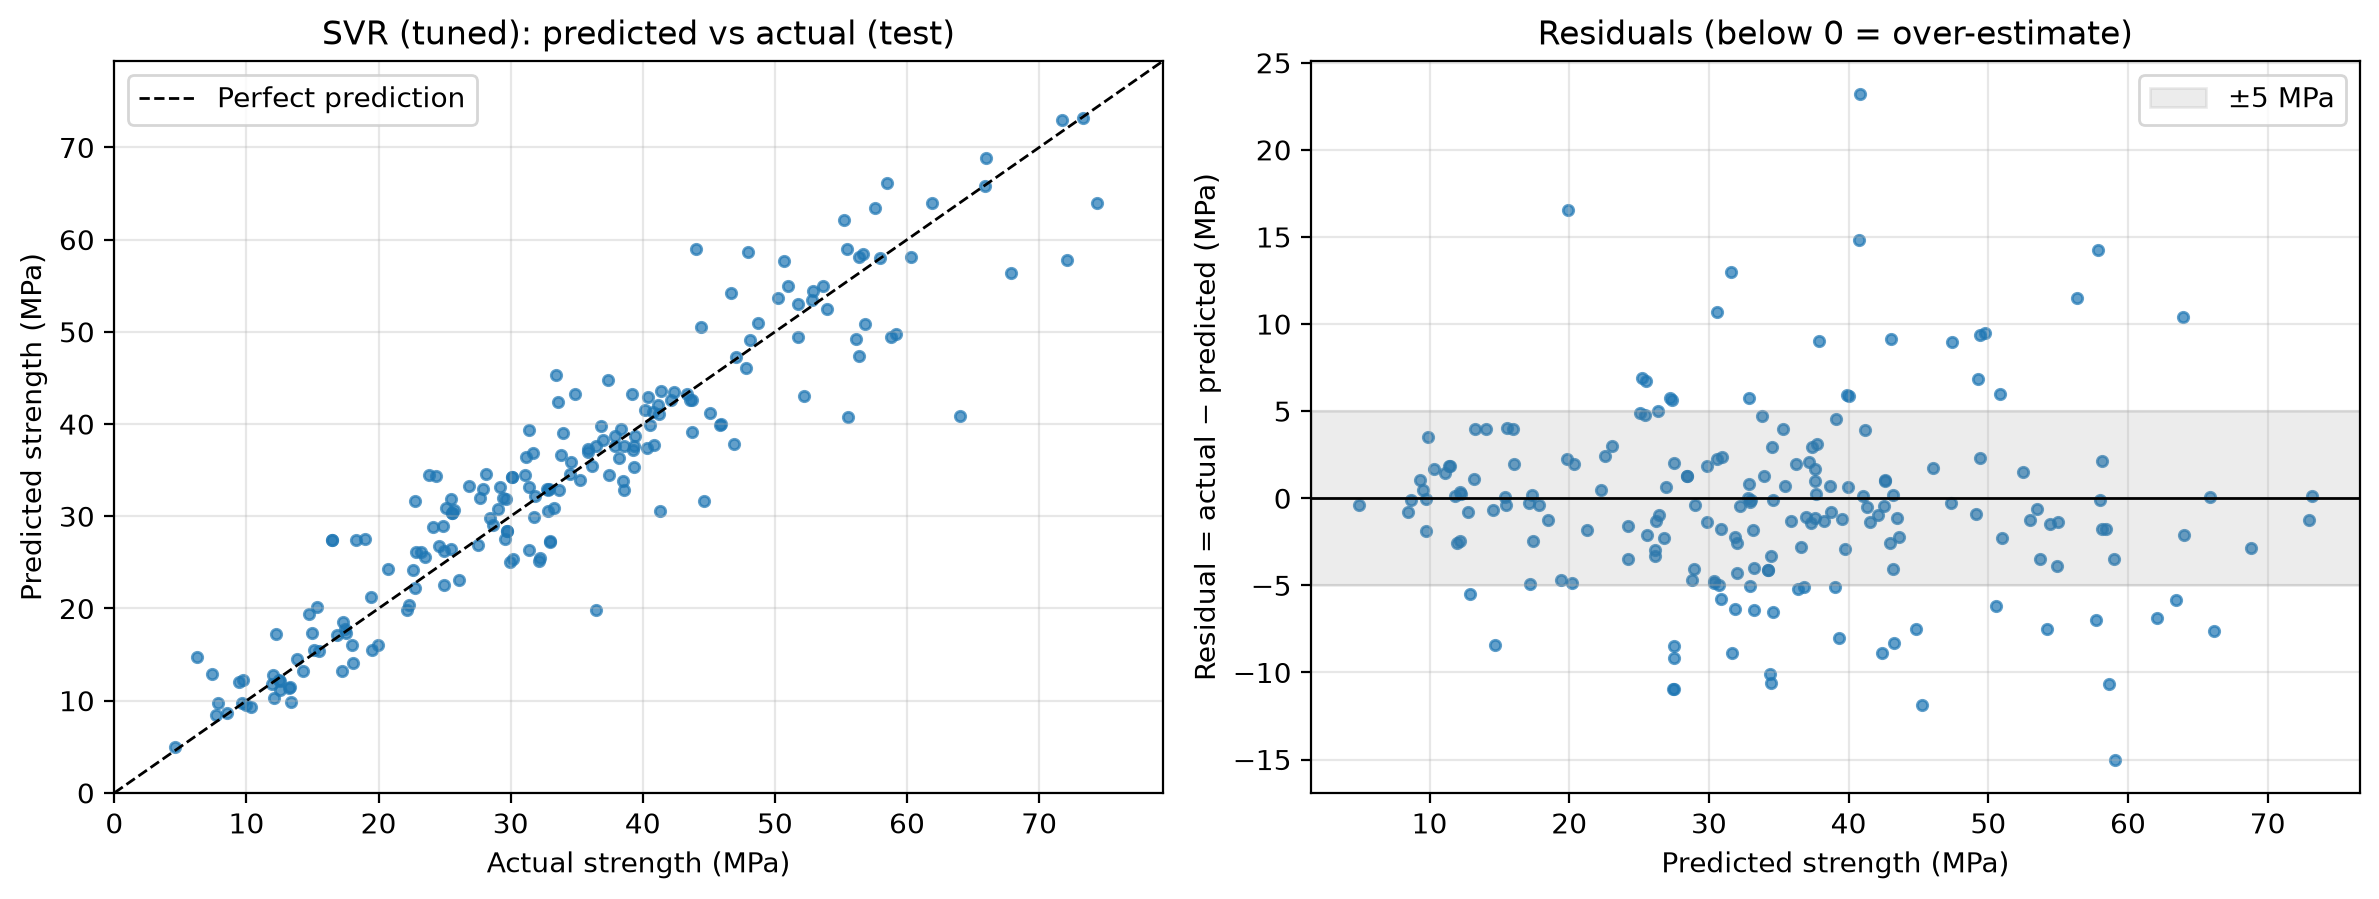 SVR (tuned): predicted vs actual (test)
Perfect prediction
Predicted strength (MPa)
70
60
50
40
30
20
10
0
0 10 20 30 40 50 60 70
Actual strength (MPa)
Residuals (below 0 = over-estimate)
±5 MPa
Residual = actual − predicted (MPa)
25
20
15
10
5
0
−5
−10
−15
10 20 30 40 50 60 70
Predicted strength (MPa)